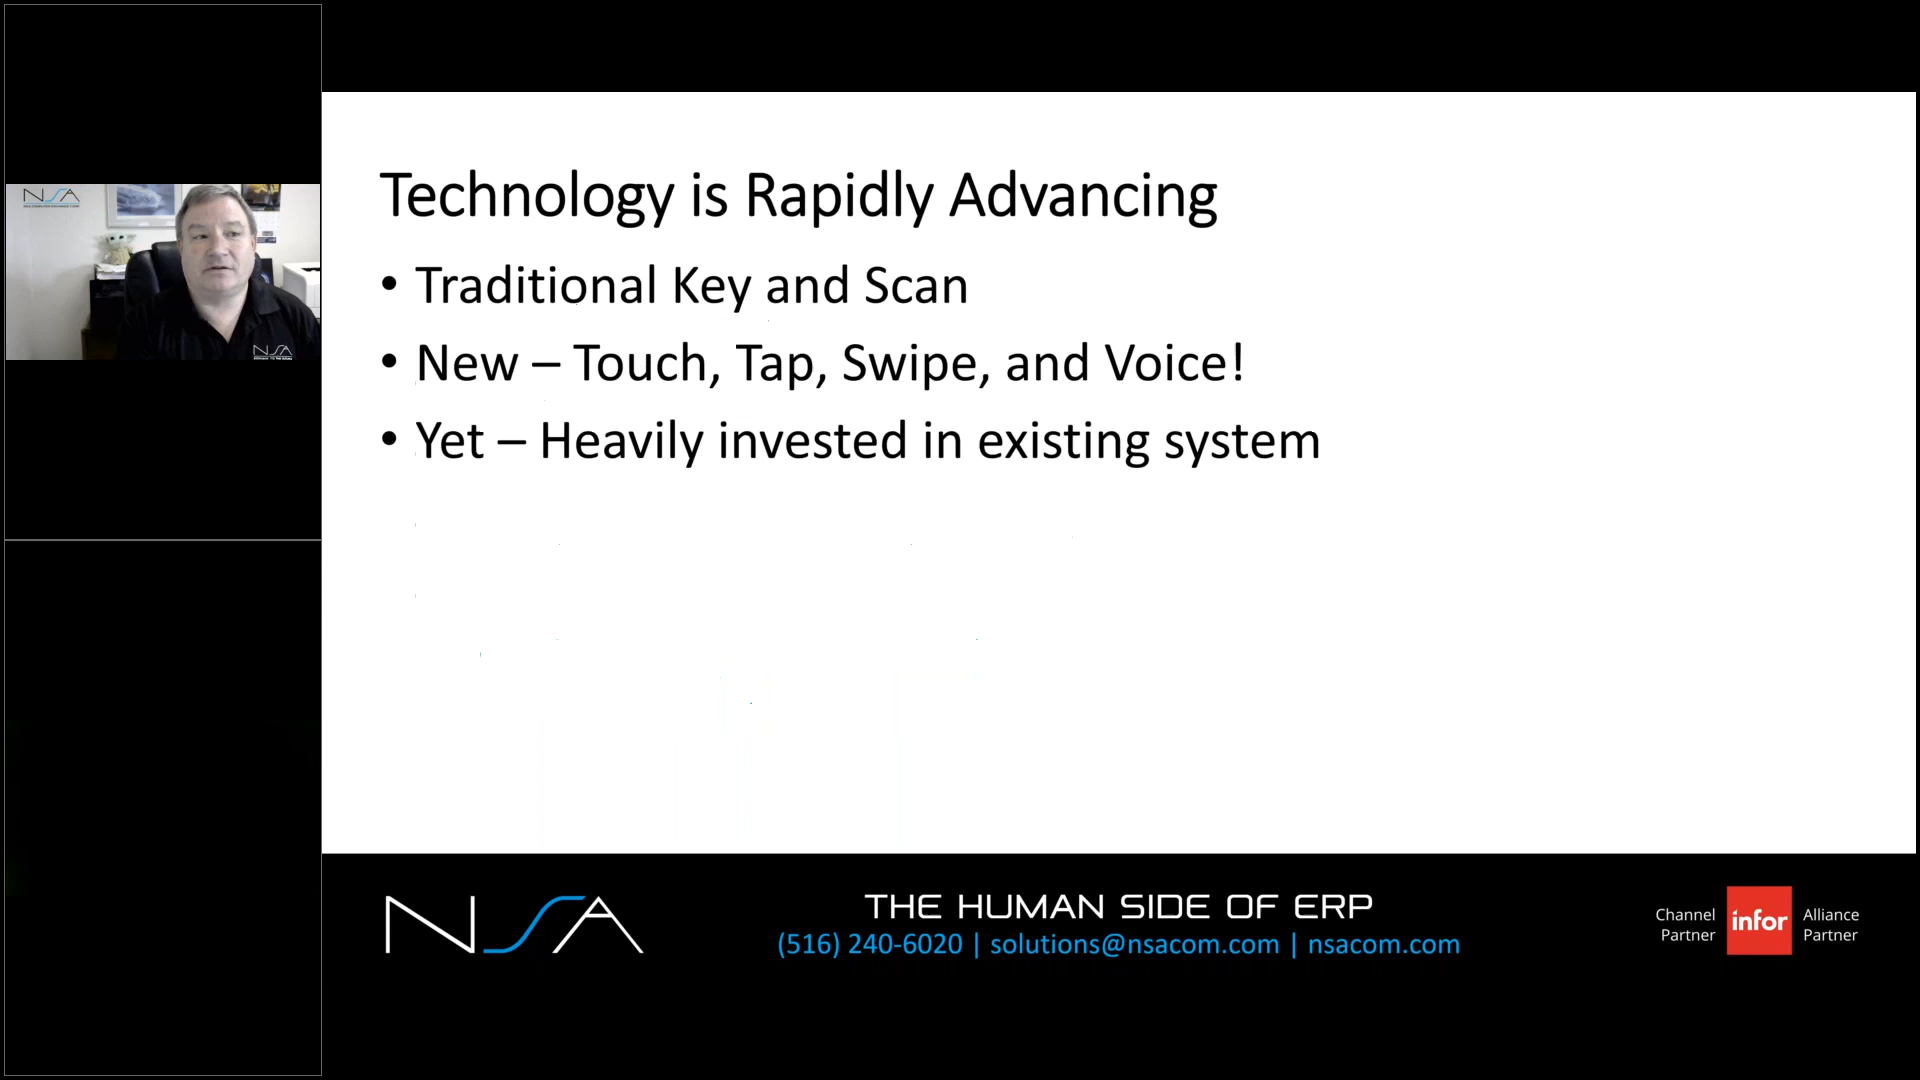 NSA
NSA
Technology is Rapidly Advancing
• Traditional Key and Scan
• New – Touch, Tap, Swipe, and Voice!
• Yet – Heavily invested in existing system
NSA
THE HUMAN SIDE OF ERP
(516) 240-6020 | solutions@nsacom.com | nsacom.com
Channel
Partner
infor
Alliance
Partner